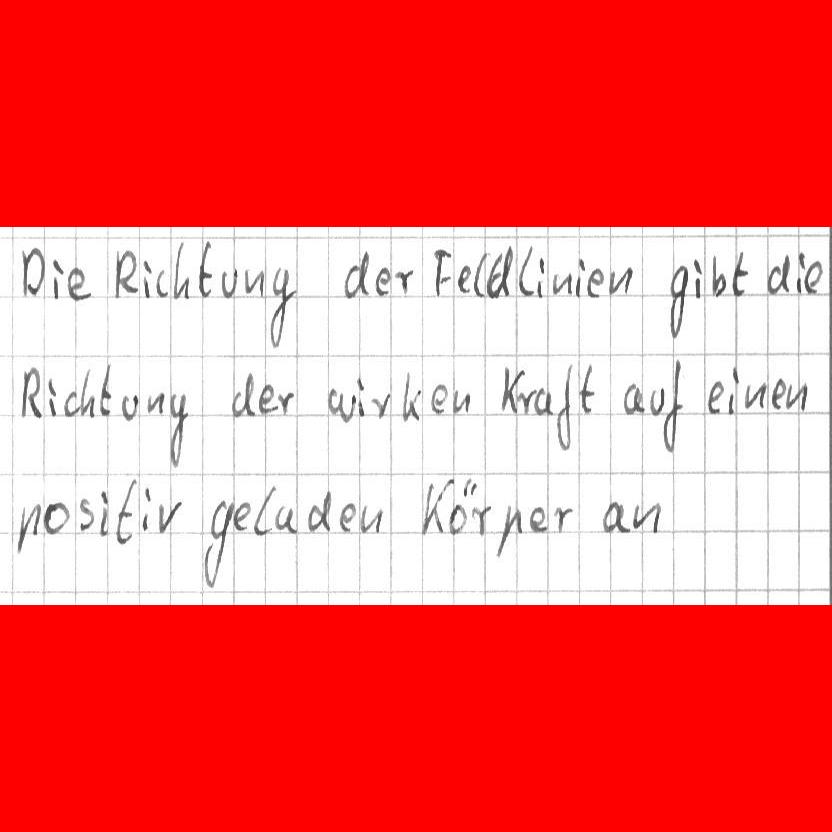 Die Richtung der Feldlinien gibt die
Richtung der wirken Kraft auf einen
positiv geladen Körper an